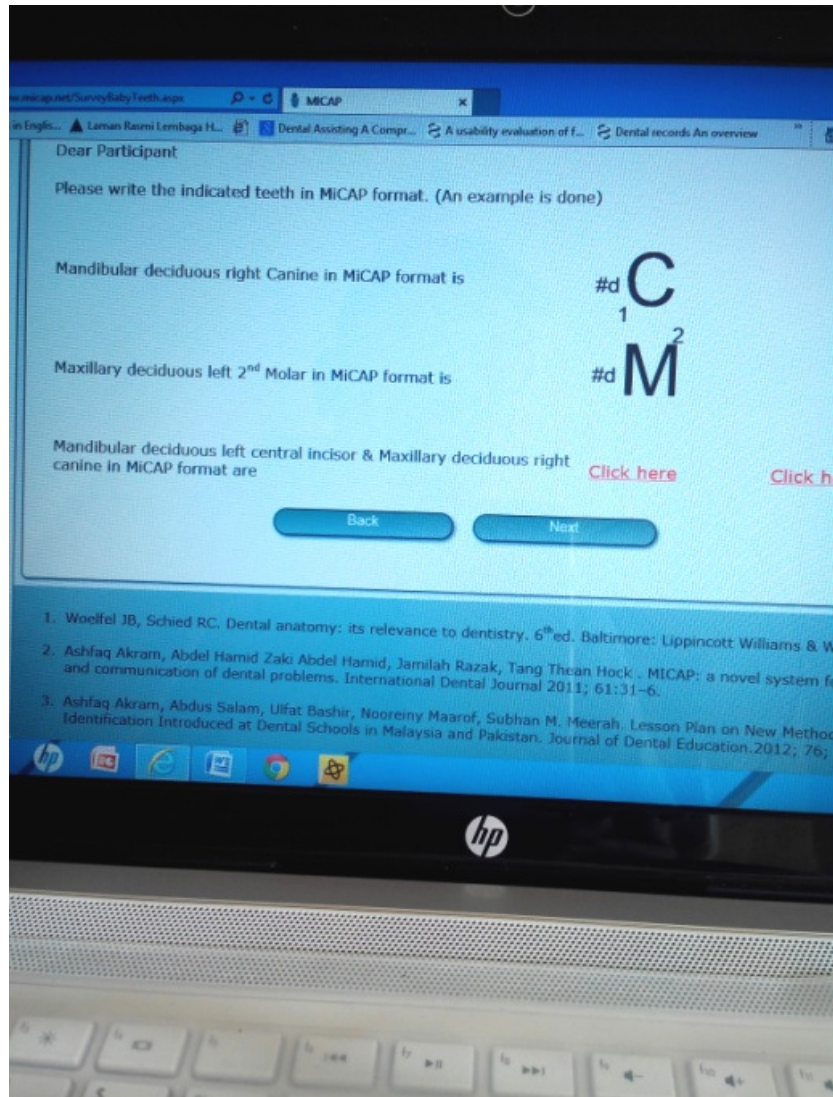 MICAP
Dental Assisting A Compr...
A usability evaluation of f...
Dental records An overview
Dear Participant
Please write the indicated teeth in MiCAP format. (An example is done)
Mandibular deciduous right Canine in MiCAP format is
#d C
1
2
Maxillary deciduous left 2nd Molar in MiCAP format is
#d M
Mandibular deciduous left central incisor & Maxillary deciduous right
canine in MiCAP format are
Click here
Click h
Back
Next
1. Woelfel JB, Schied RC. Dental anatomy: its relevance to dentistry. 6th ed. Baltimore: Lippincott Williams & W
2. Ashfaq Akram, Abdel Hamid Zaki Abdel Hamid, Jamilah Razak, Tang Thean Hock . MICAP: a novel system f
and communication of dental problems. International Dental Journal 2011; 61:31-6.
3. Ashfaq Akram, Abdus Salam, Ulfat Bashir, Nooreiny Maarof, Subhan M. Meerah. Lesson Plan on New Method
Identification Introduced at Dental Schools in Malaysia and Pakistan. Journal of Dental Education.2012; 76;
hp
hp